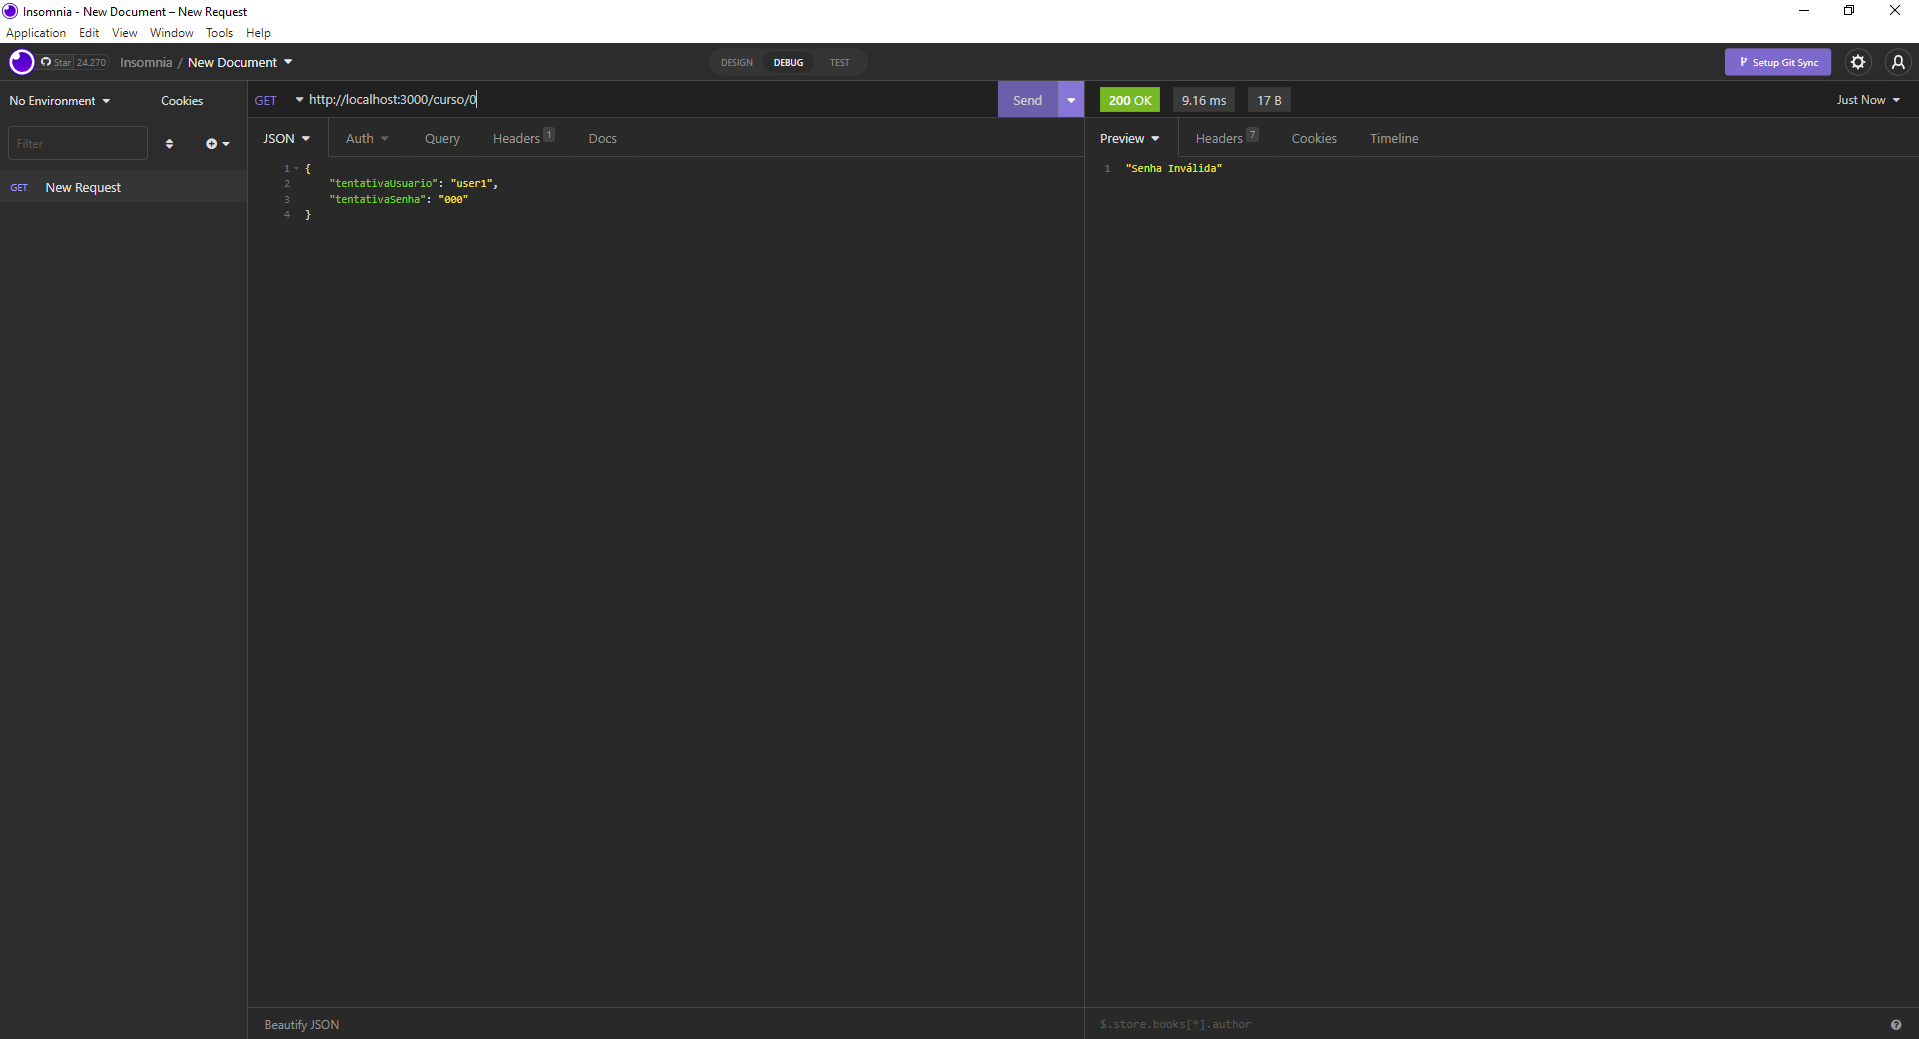 Insomnia - New Document – New Request
Application Edit View Window Tools Help
Star 24.270 Insomnia / New Document DESIGN DEBUG TEST Setup Git Sync
No Environment Cookies
Filter
GET New Request
GET http://localhost:3000/curso/0 Send
JSON Auth Query Headers 1 Docs
1 {
2 "tentativaUsuario": "user1",
3 "tentativaSenha": "000"
4 }
Beautify JSON
200 OK 9.16 ms 17 B Just Now
Preview Headers 7 Cookies Timeline
1 "Senha Inválida"
$.store.books[*].author ?